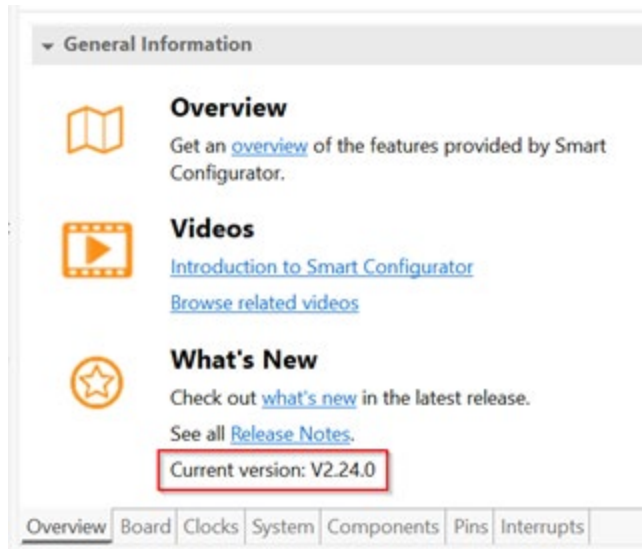 General Information
Overview
Get an overview of the features provided by Smart
Configurator.
Videos
Introduction to Smart Configurator
Browse related videos
What's New
Check out what's new in the latest release.
See all Release Notes.
Current version: V2.24.0
Overview Board Clocks System Components Pins Interrupts